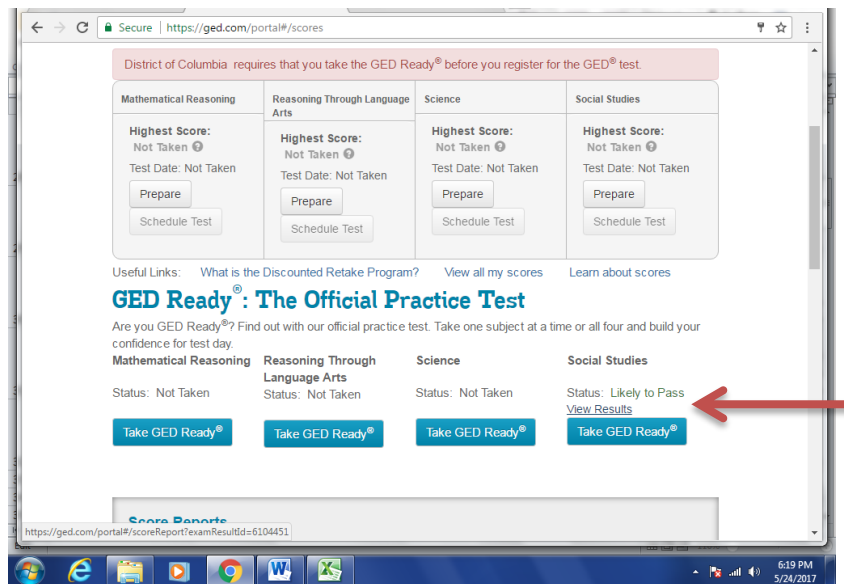 Secure | https://ged.com/portal#/scores
District of Columbia requires that you take the GED Ready® before you register for the GED® test.
Mathematical Reasoning
Highest Score:
Not Taken
Test Date: Not Taken
Prepare
Schedule Test
Reasoning Through Language
Arts
Highest Score:
Not Taken
Test Date: Not Taken
Prepare
Schedule Test
Science
Highest Score:
Not Taken
Test Date: Not Taken
Prepare
Schedule Test
Social Studies
Highest Score:
Not Taken
Test Date: Not Taken
Prepare
Schedule Test
Useful Links: What is the Discounted Retake Program? View all my scores Learn about scores
GED Ready®: The Official Practice Test
Are you GED Ready®? Find out with our official practice test. Take one subject at a time or all four and build your
confidence for test day.
Mathematical Reasoning
Status: Not Taken
Take GED Ready®
Reasoning Through
Language Arts
Status: Not Taken
Take GED Ready®
Science
Status: Not Taken
Take GED Ready®
Social Studies
Status: Likely to Pass
View Results
Take GED Ready®
Score Reports
https://ged.com/portal#/scoreReport?examResultId=6104451
6:19 PM
5/24/2017